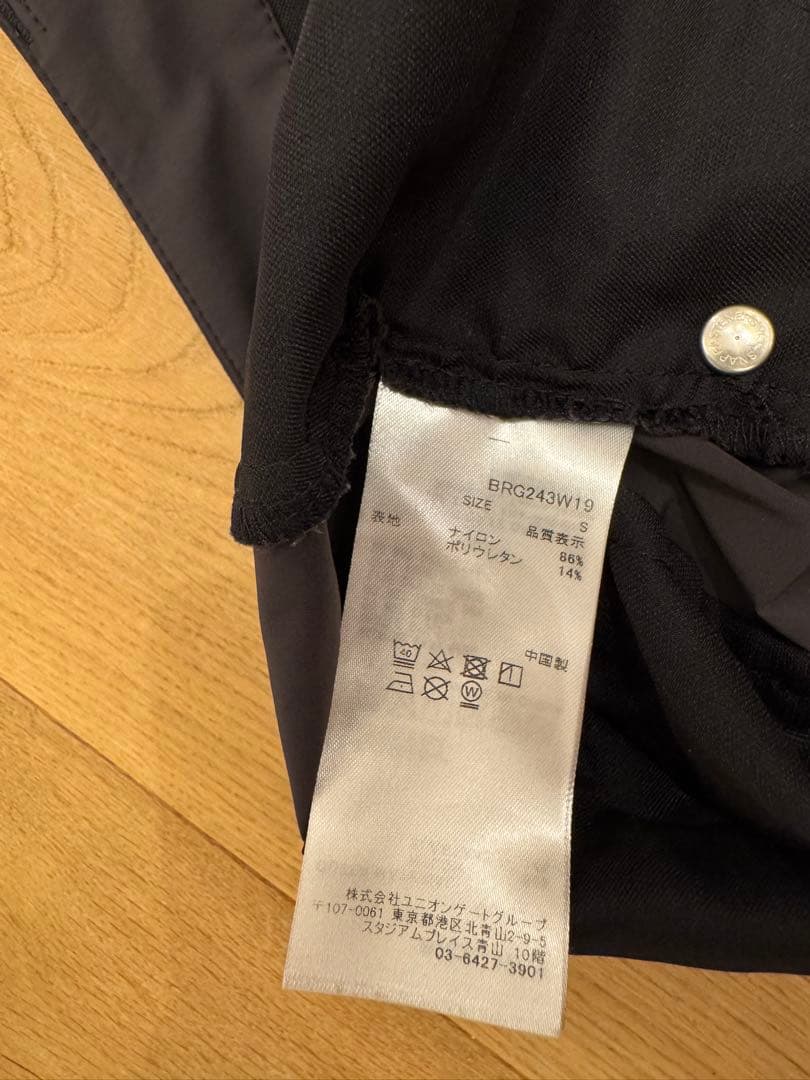 BRG243W19
SIZE S
品質表示
表地 ナイロン 86%
ポリウレタン 14%
中国製
40
W
株式会社ユニオンゲートグループ
〒107-0061 東京都港区北青山2-9-5
スタジアムプレイス青山 10階
03-6427-3901